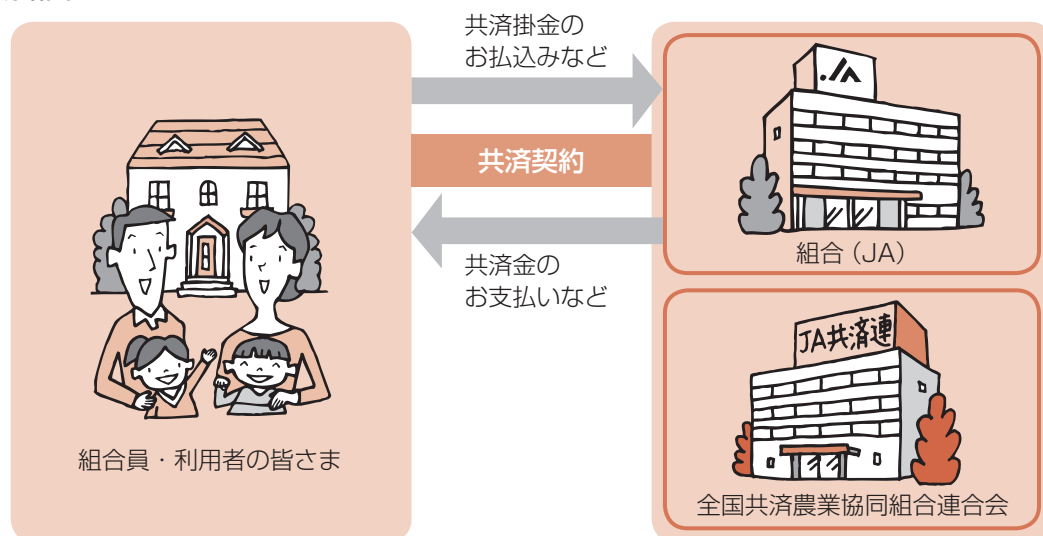 共済掛金の
お払込みなど
共済契約
共済金の
お支払いなど
組合員・利用者の皆さま
JA
組合（JA）
JA共済連
全国共済農業協同組合連合会